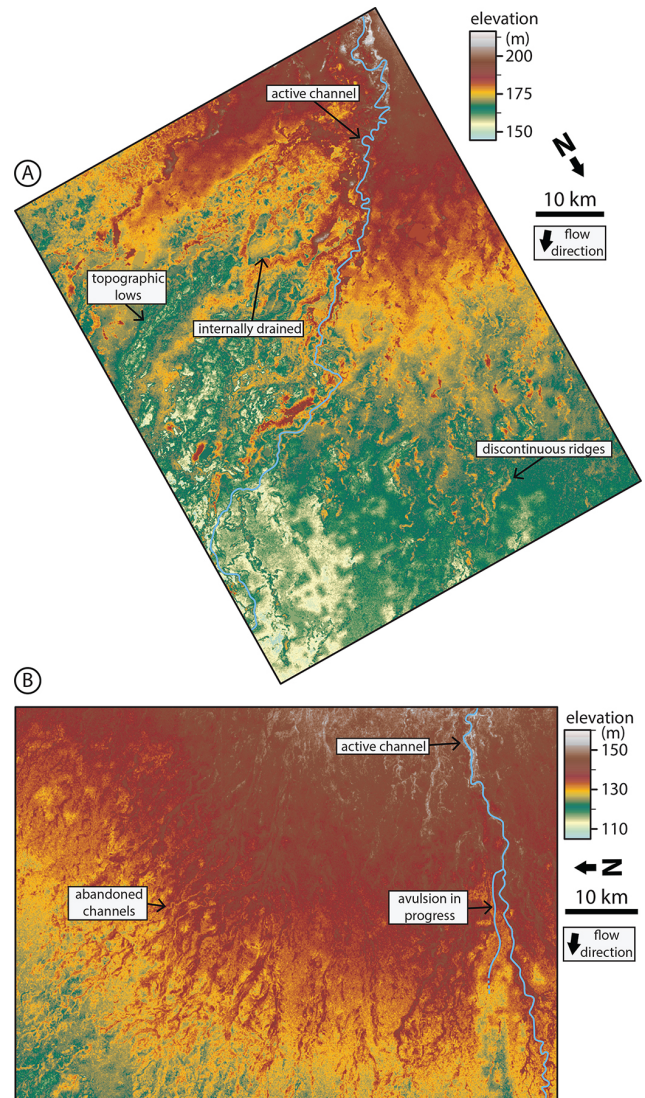 elevation
(m)
200
175
150
active channel
N
10 km
flow
direction
A
topographic
lows
internally drained
discontinuous ridges
B
elevation
(m)
150
130
110
active channel
N
10 km
abandoned
channels
avulsion in
progress
flow
direction